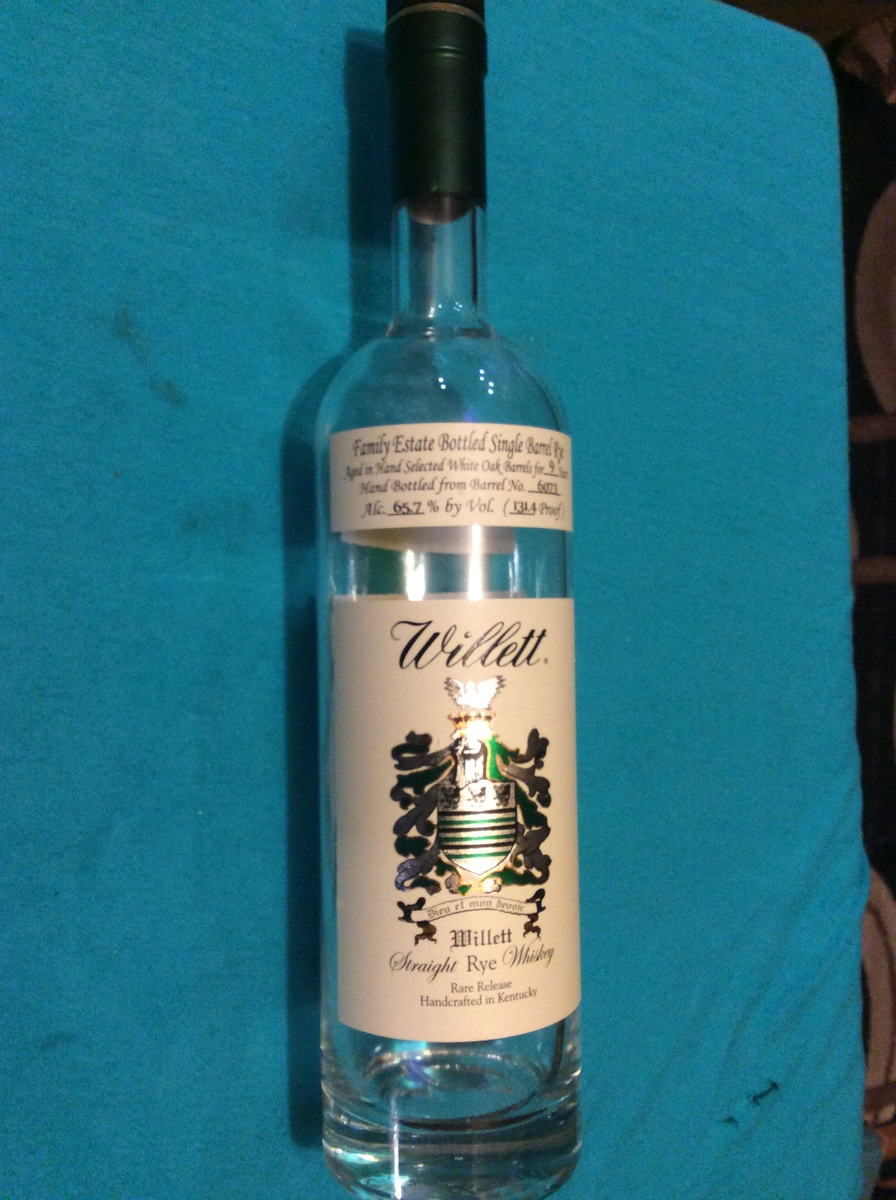 Family Estate Bottled Single Barrel Rye
Aged in Hand Selected White Oak Barrels for 9 Years
Hand Bottled from Barrel No. 6073
Alc. 65.7 % by Vol. (131.4 Proof)
Willett®
Dieu et mon devoir
Willett
Straight Rye Whiskey
Rare Release
Handcrafted in Kentucky